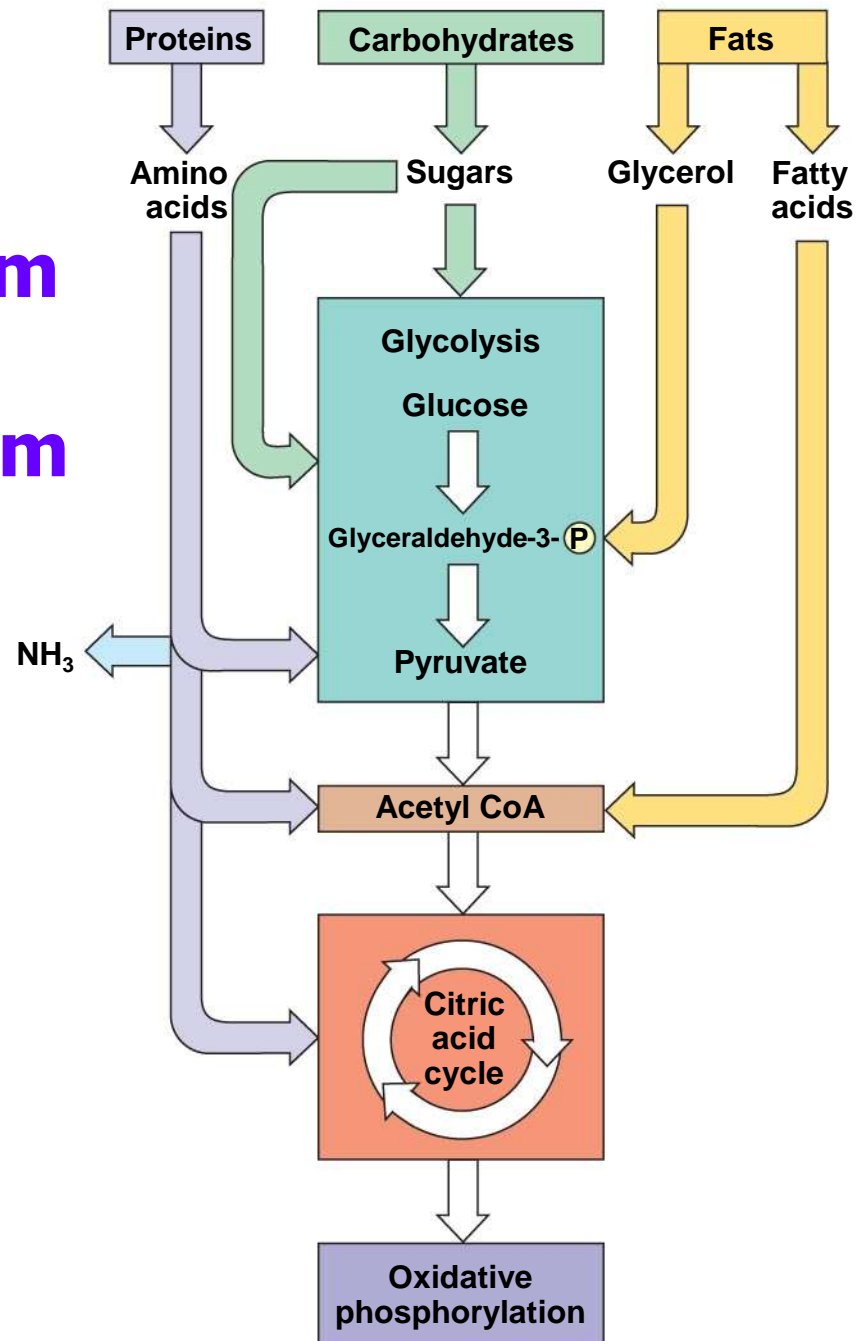 Proteins
Carbohydrates
Fats
Amino
acids
Sugars
Glycerol
Fatty
acids
m
m
Glycolysis
Glucose
Glyceraldehyde-3- P
NH₃
Pyruvate
Acetyl CoA
Citric
acid
cycle
Oxidative
phosphorylation